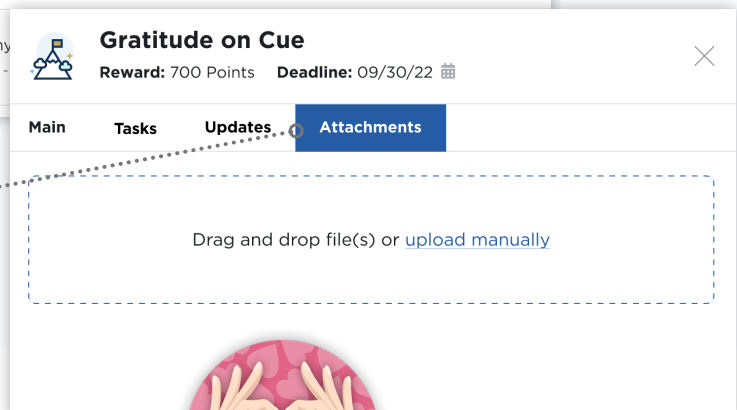 Gratitude on Cue
Reward: 700 Points Deadline: 09/30/22
Main Tasks Updates Attachments
Drag and drop file(s) or upload manually